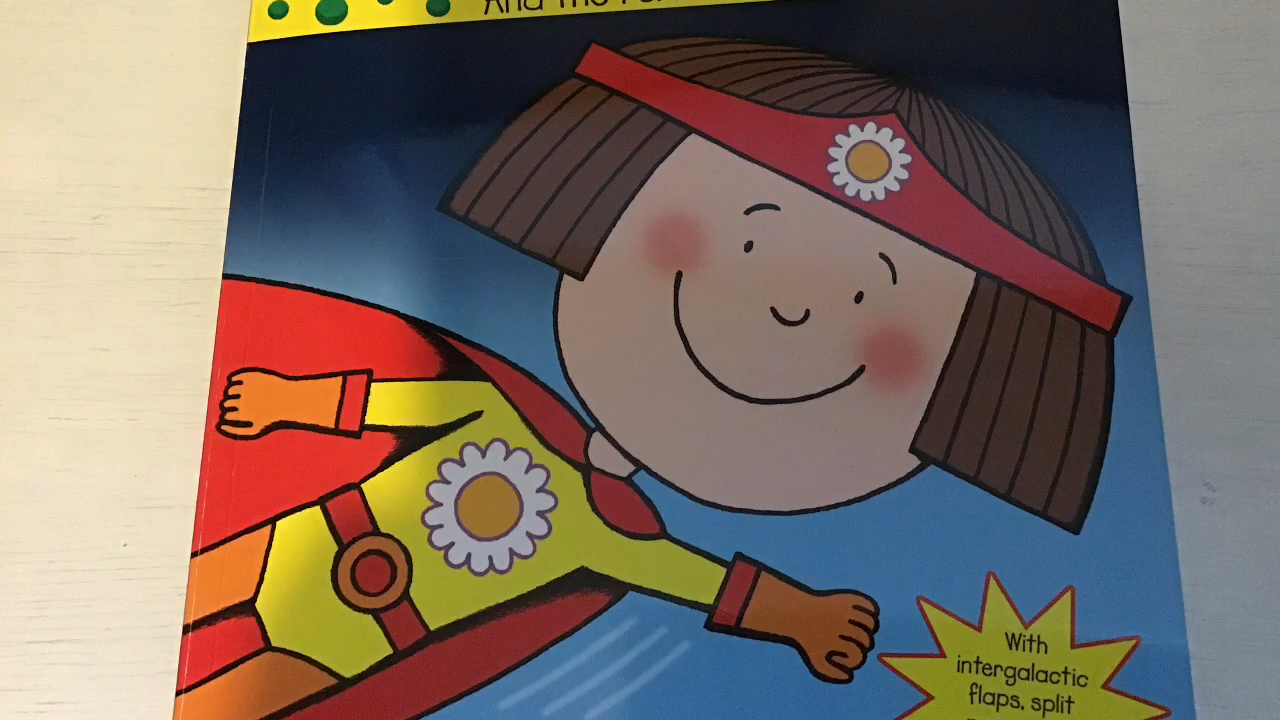 And The
With
intergalactic
flaps, split